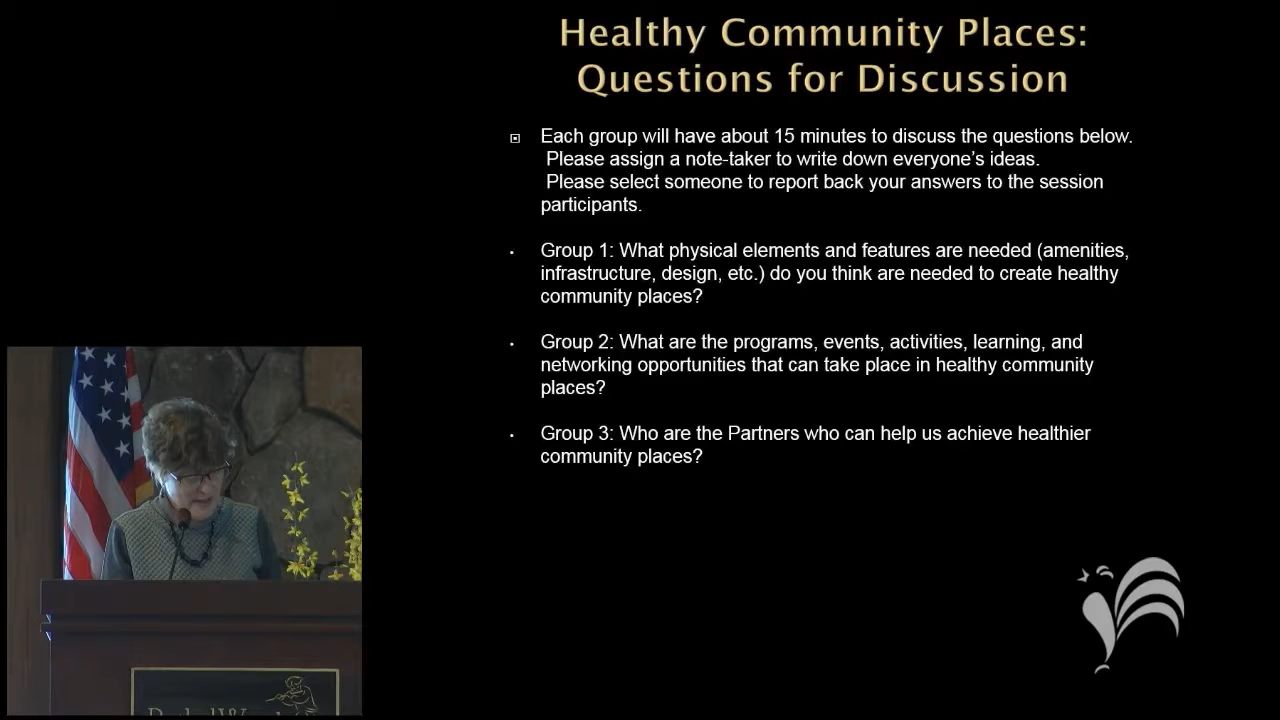 Healthy Community Places:
Questions for Discussion
Each group will have about 15 minutes to discuss the questions below.
Please assign a note-taker to write down everyone's ideas.
Please select someone to report back your answers to the session
participants.
Group 1: What physical elements and features are needed (amenities,
infrastructure, design, etc.) do you think are needed to create healthy
community places?
Group 2: What are the programs, events, activities, learning, and
networking opportunities that can take place in healthy community
places?
Group 3: Who are the Partners who can help us achieve healthier
community places?